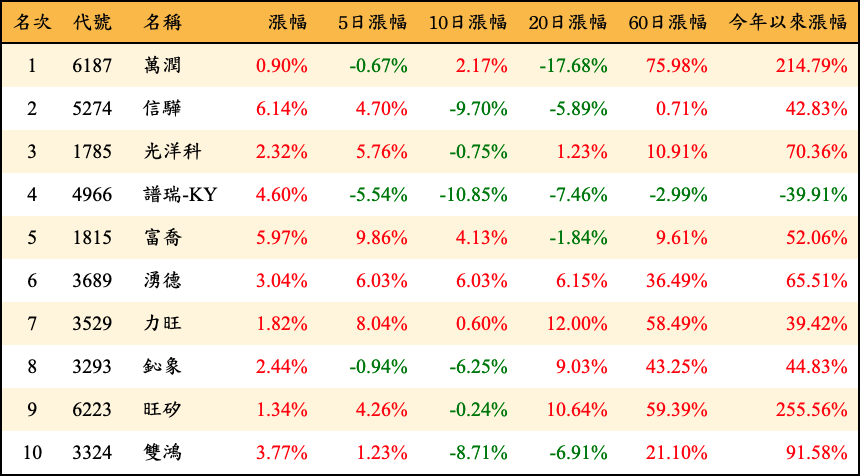 名次 代號 名稱 漲幅 5日漲幅 10日漲幅 20日漲幅 60日漲幅 今年以來漲幅
1 6187 萬潤 0.90% -0.67% 2.17% -17.68% 75.98% 214.79%
2 5274 信驊 6.14% 4.70% -9.70% -5.89% 0.71% 42.83%
3 1785 光洋科 2.32% 5.76% -0.75% 1.23% 10.91% 70.36%
4 4966 譜瑞-KY 4.60% -5.54% -10.85% -7.46% -2.99% -39.91%
5 1815 富喬 5.97% 9.86% 4.13% -1.84% 9.61% 52.06%
6 3689 湧德 3.04% 6.03% 6.03% 6.15% 36.49% 65.51%
7 3529 力旺 1.82% 8.04% 0.60% 12.00% 58.49% 39.42%
8 3293 鈊象 2.44% -0.94% -6.25% 9.03% 43.25% 44.83%
9 6223 旺矽 1.34% 4.26% -0.24% 10.64% 59.39% 255.56%
10 3324 雙鴻 3.77% 1.23% -8.71% -6.91% 21.10% 91.58%